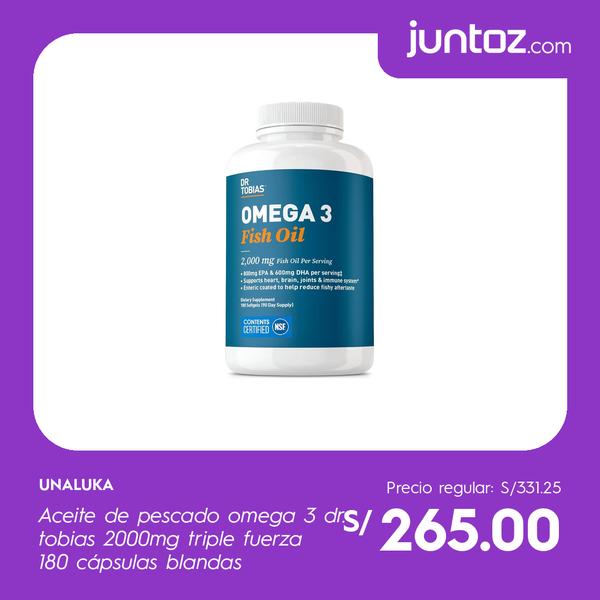 juntoz.com
DR
TOBIAS
OMEGA 3
Fish Oil
2,000 mg Fish Oil Per Serving
• 800mg EPA & 600mg DHA per serving‡
• Supports heart, brain, joints & immune system*
• Enteric coated to help reduce fishy aftertaste
Dietary Supplement
180 Softgels (90 Day Supply)
CONTENTS
CERTIFIED NSF
UNALUKA
Precio regular: S/331.25
Aceite de pescado omega 3 dr.
tobias 2000mg triple fuerza
180 cápsulas blandas
S/ 265.00